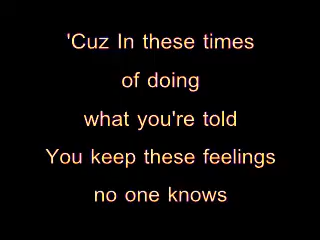 'Cuz In these times
of doing
what you're told
You keep these feelings
no one knows